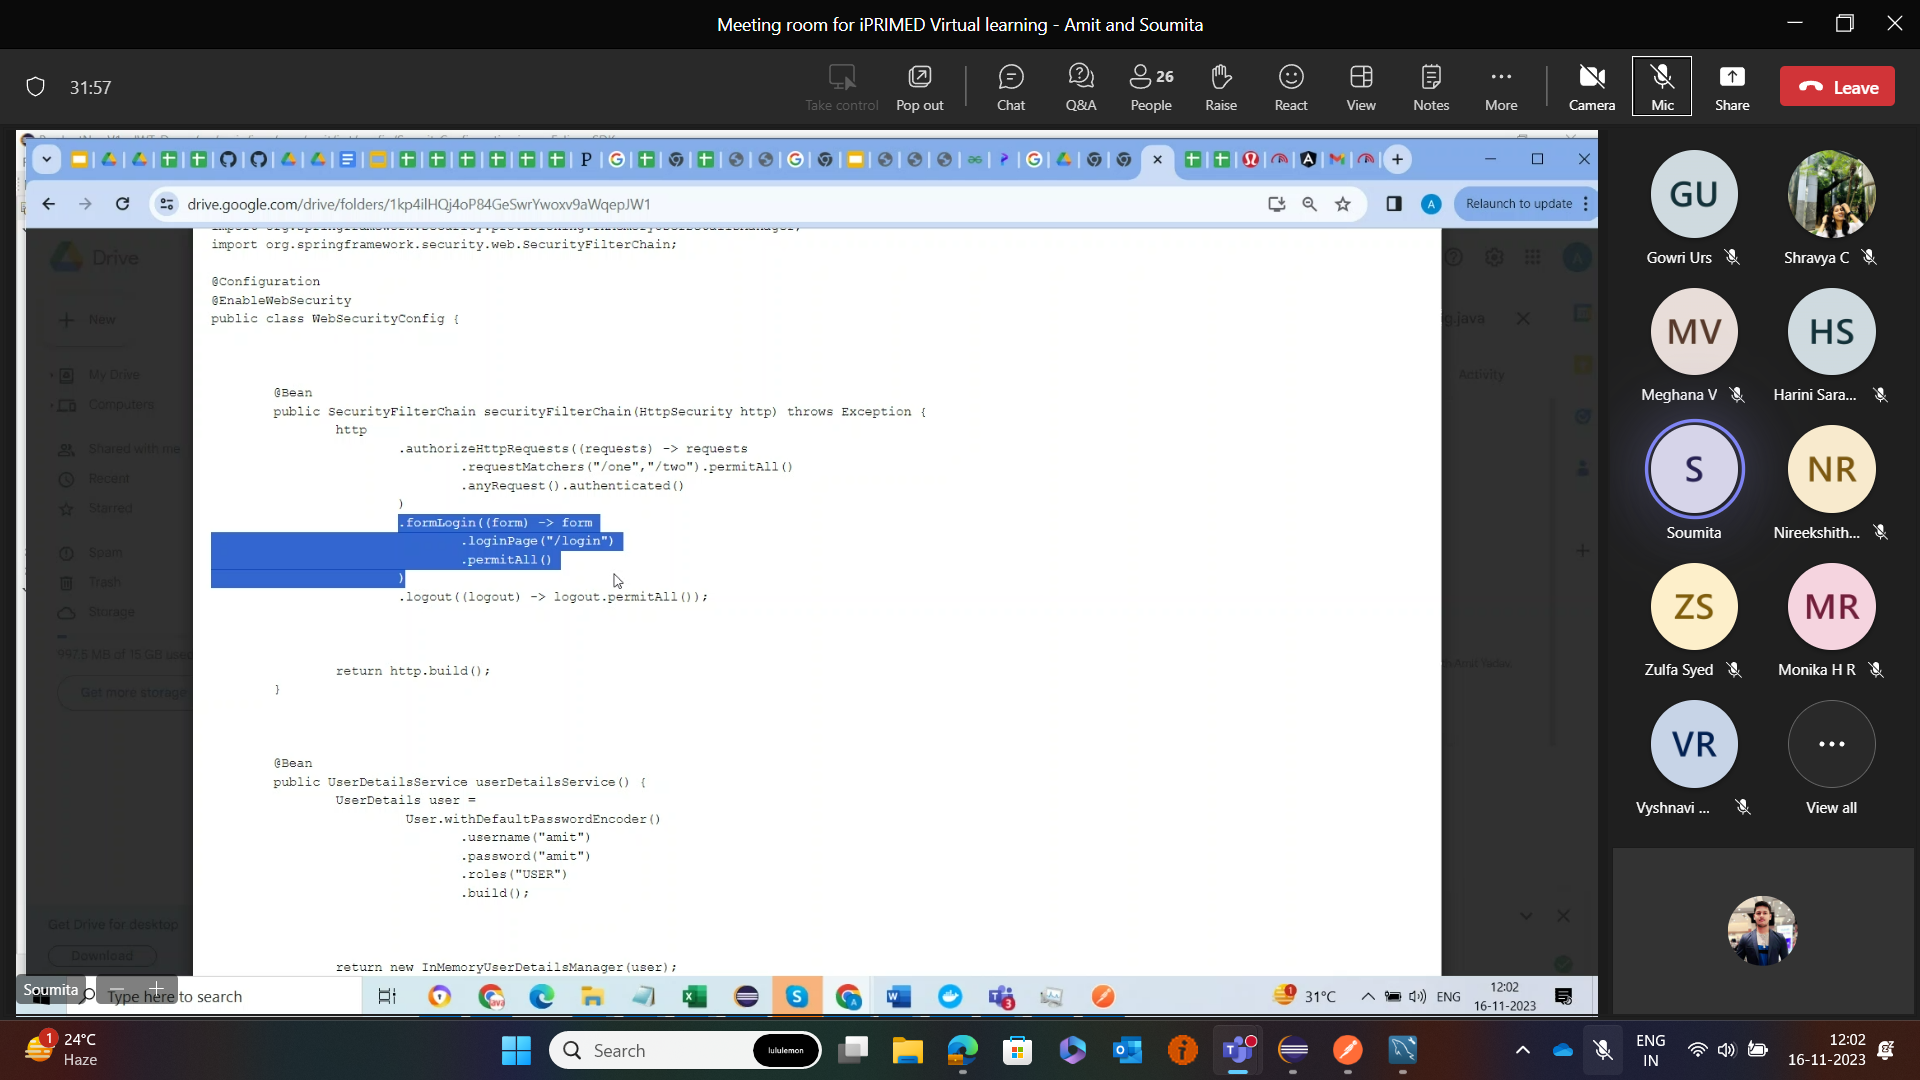 Meeting room for iPRIMED Virtual learning - Amit and Soumita
31:57
Take control
Pop out
Chat
Q&A
26
People
Raise
React
View
Notes
More
Camera
Mic
Share
Leave
drive.google.com/drive/folders/1kp4ilHQj4oP84GeSwrYwoxv9aWqepJW1
Relaunch to update
import org.springframework.security.web.SecurityFilterChain;
@Configuration
@EnableWebSecurity
public class WebSecurityConfig {
@Bean
public SecurityFilterChain securityFilterChain(HttpSecurity http) throws Exception {
http
.authorizeHttpRequests((requests) -> requests
.requestMatchers("/one","/two").permitAll()
.anyRequest().authenticated()
)
.formLogin((form) -> form
.loginPage("/login")
.permitAll()
)
.logout((logout) -> logout.permitAll());
return http.build();
}
@Bean
public UserDetailsService userDetailsService() {
UserDetails user =
User.withDefaultPasswordEncoder()
.username("amit")
.password("amit")
.roles("USER")
.build();
return new InMemoryUserDetailsManager(user);
Drive
New
My Drive
Computers
Shared with me
Recent
Starred
Spam
Trash
Storage
Get more storage
Get Drive for desktop
Download
Activity
GU
Gowri Urs
Shravya C
MV
Meghana V
HS
Harini Sara...
S
Soumita
NR
Nireekshith...
ZS
Zulfa Syed
MR
Monika H R
VR
Vyshnavi ...
View all
Soumita
Type here to search
31°C
ENG
12:02
16-11-2023
24°C
Haze
Search
lululemon
ENG
IN
12:02
16-11-2023